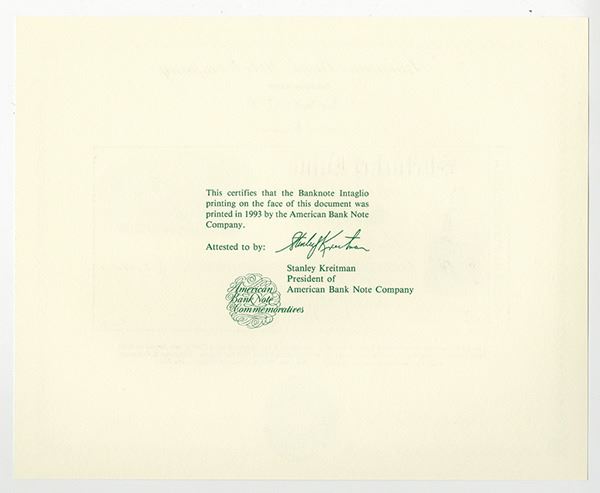 This certifies that the Banknote Intaglio
printing on the face of this document was
printed in 1993 by the American Bank Note
Company.
Attested to by: Stanley Kreitman
Stanley Kreitman
President of
American Bank Note Company
American
Bank Note
Commemoratives